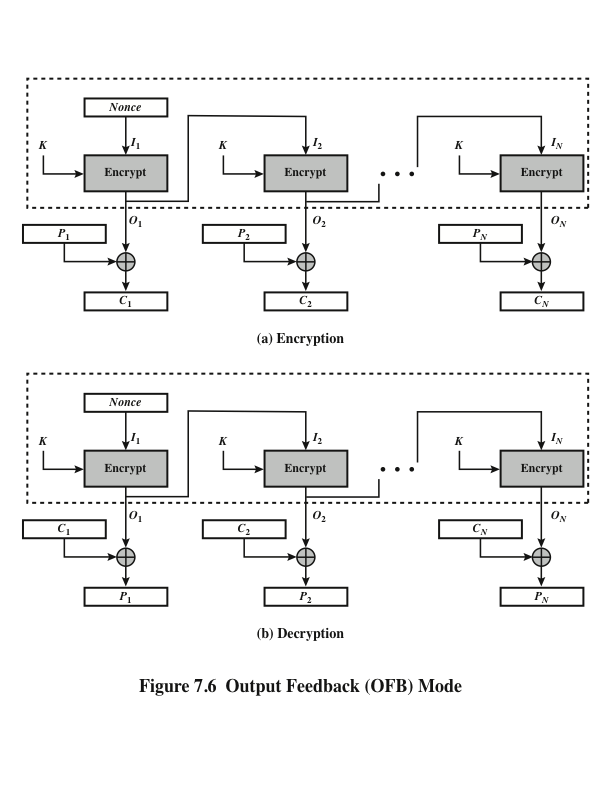 Nonce
K I1 K I2 K IN
Encrypt Encrypt • • • Encrypt
O1 O2 ON
P1 P2 PN
C1 C2 CN
(a) Encryption
Nonce
K I1 K I2 K IN
Encrypt Encrypt • • • Encrypt
O1 O2 ON
C1 C2 CN
P1 P2 PN
(b) Decryption
Figure 7.6 Output Feedback (OFB) Mode